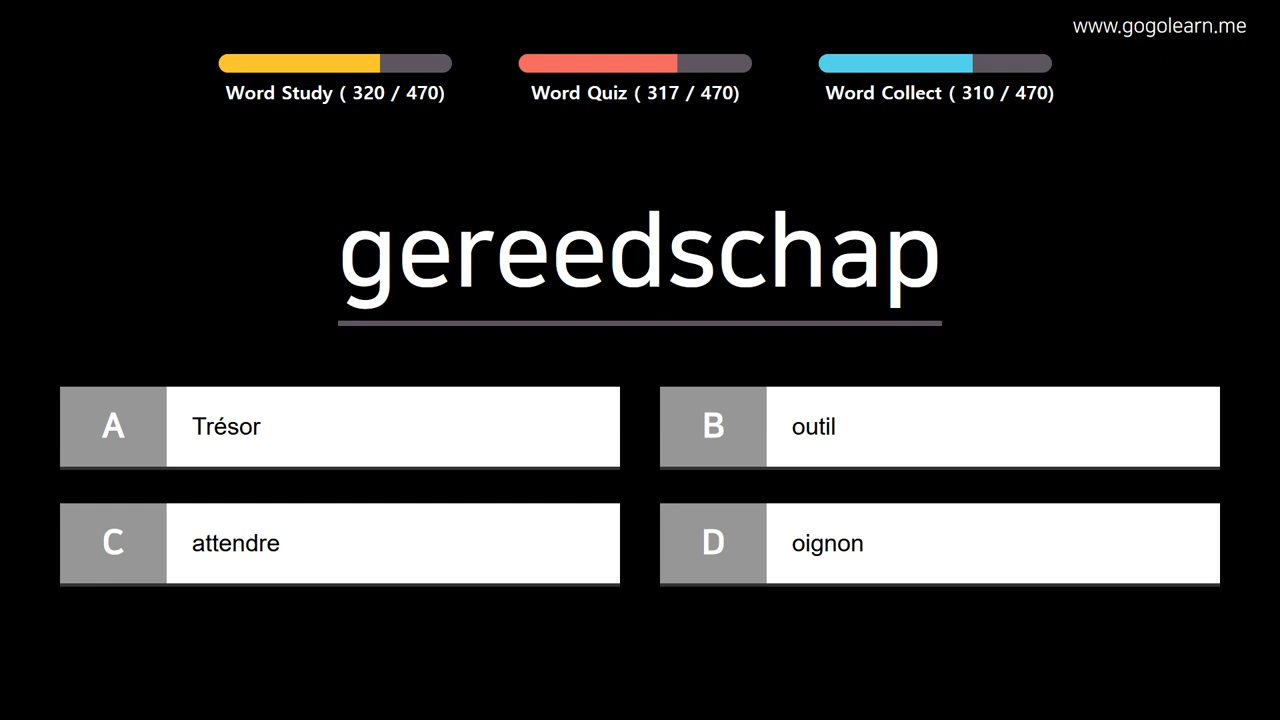 www.gogolearn.me
Word Study ( 320 / 470)
Word Quiz ( 317 / 470)
Word Collect ( 310 / 470)
gereedschap
A Trésor
B outil
C attendre
D oignon